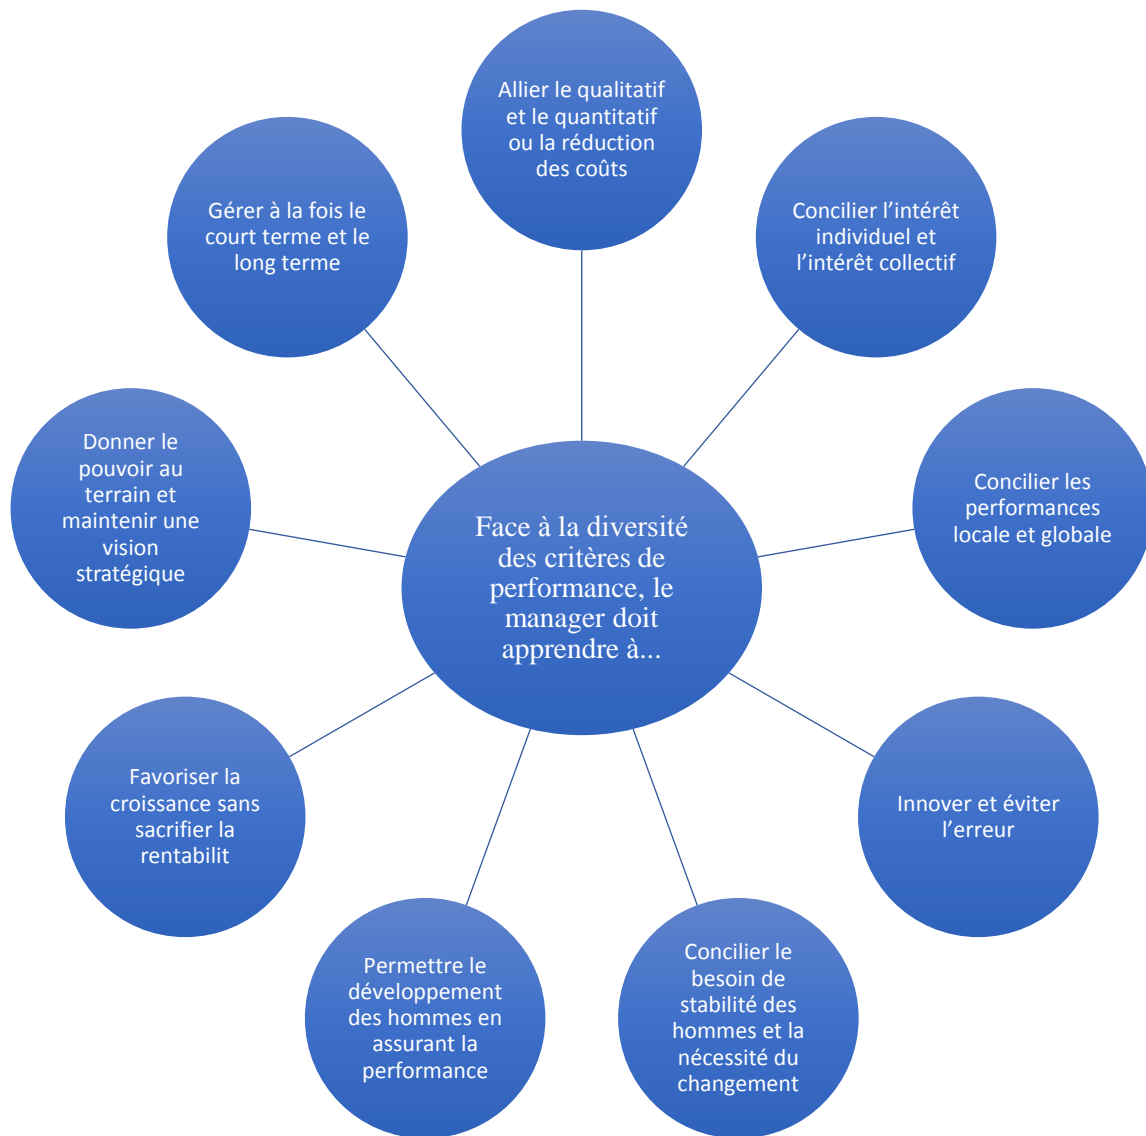 Allier le qualitatif
et le quantitatif
ou la réduction
des coûts
Concilier l'intérêt
individuel et
l'intérêt collectif
Concilier les
performances
locale et globale
Innover et éviter
l'erreur
Concilier le
besoin de
stabilité des
hommes et la
nécessité du
changement
Permettre le
développement
des hommes en
assurant la
performance
Favoriser la
croissance sans
sacrifier la
rentabilit
Donner le
pouvoir au
terrain et
maintenir une
vision
stratégique
Gérer à la fois le
court terme et le
long terme
Face à la diversité
des critères de
performance, le
manager doit
apprendre à...